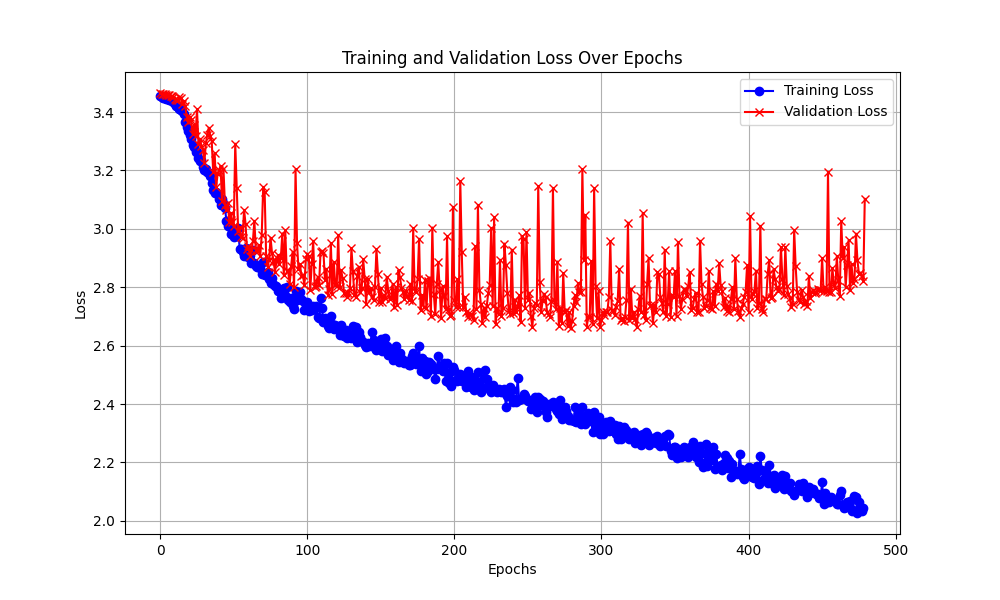 Training and Validation Loss Over Epochs
Training Loss
Validation Loss
3.4
3.2
3.0
2.8
2.6
2.4
2.2
2.0
Loss
0
100
200
300
400
500
Epochs